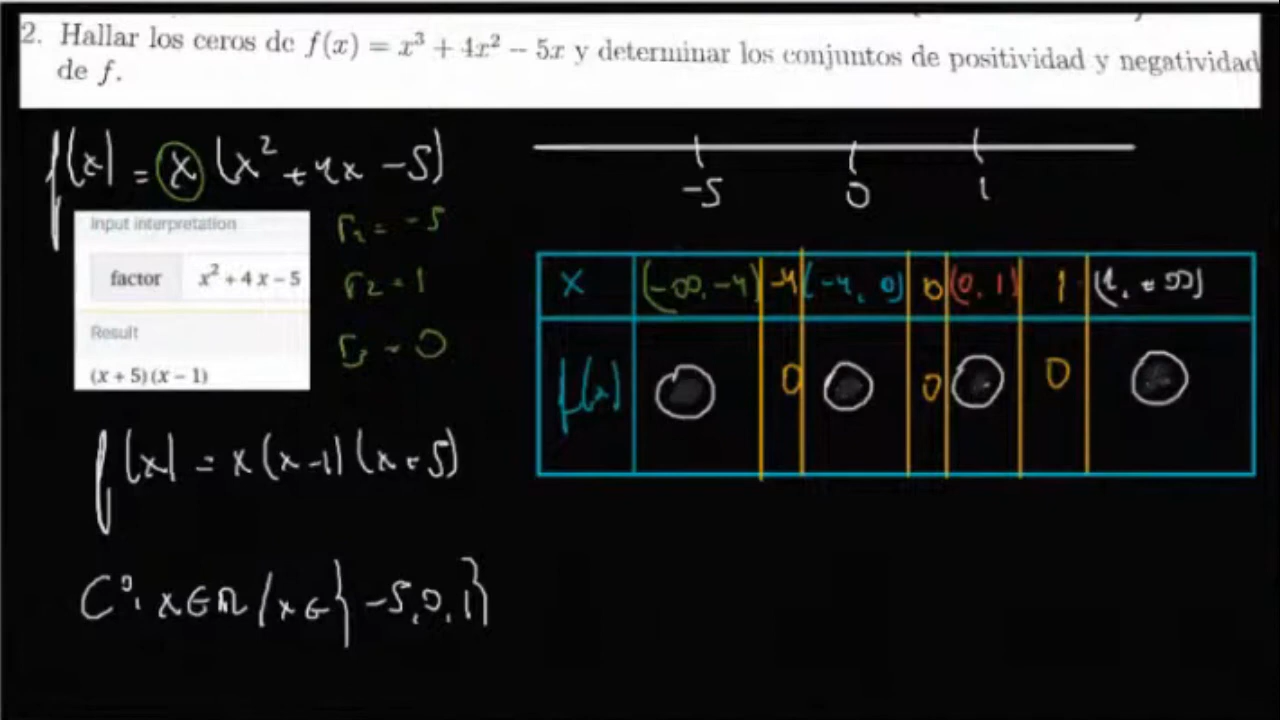 2. Hallar los ceros de f(x) = x³ + 4x² − 5x y determinar los conjuntos de positividad y negatividad
de f.
f(x) = x (x² + 4x − 5)
Input interpretation
factor x² + 4 x − 5
Result
(x + 5) (x − 1)
r₁ = −5
r₂ = 1
r₃ = 0
f(x) = x (x − 1) (x + 5)
C⁰: x ∈ ℝ / x ∈ } −5, 0, 1 }
−5 0 1
x (−∞, −4) −4 (−4, 0) 0 (0, 1) 1 (1, +∞)
f(x) 0 0 0